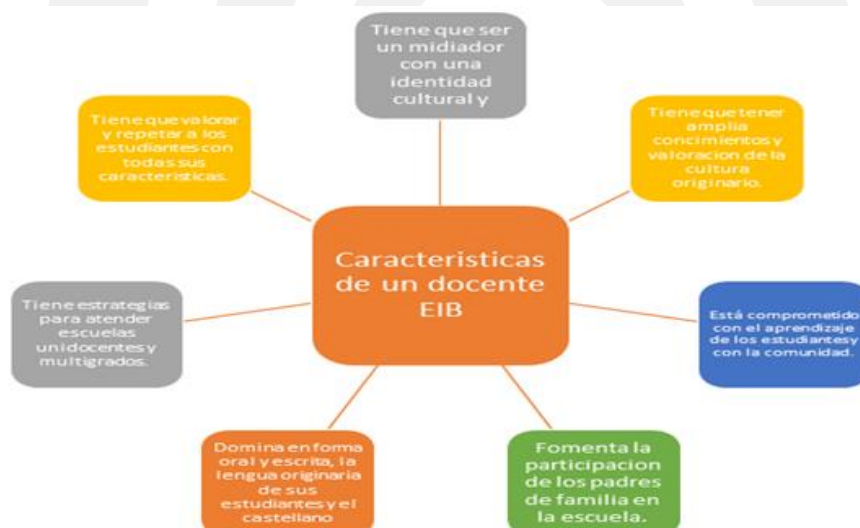 Tiene que ser
un midiador
con una
identidad
cultural y
Tiene que valorar
y repetar a los
estudiantes con
todas sus
caracteristicas.
Tiene que tener
amplia
concimientos y
valoracion de la
cultura
originario.
Caracteristicas
de un docente
EIB
Tiene estrategias
para atender
escuelas
unidocentes y
multigrados.
Está comprometido
con el aprendizaje
de los estudiantes y
con la comunidad.
Domina en forma
oral y escrita, la
lengua originaria
de sus
estudiantes y el
castellano
Fomenta la
participacion
de los padres
de familia en
la escuela.